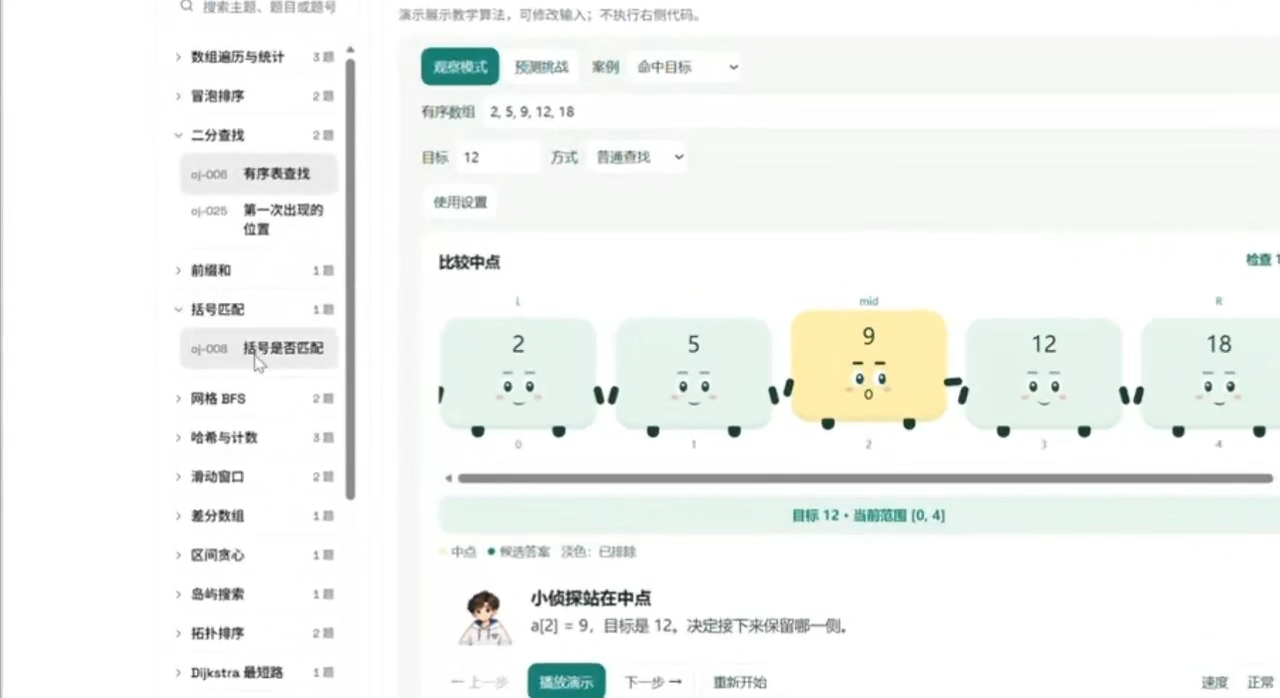 搜索主题、题目或题号
数组遍历与统计 3 题
冒泡排序 2 题
二分查找 2 题
oj-006 有序表查找
oj-025 第一次出现的
位置
前缀和 1 题
括号匹配 1 题
oj-008 括号是否匹配
网格 BFS 2 题
哈希与计数 3 题
滑动窗口 2 题
差分数组 1 题
区间贪心 1 题
岛屿搜索 1 题
拓扑排序 2 题
Dijkstra 最短路 1 题
演示展示教学算法，可修改输入；不执行右侧代码。
观察模式 预测挑战 案例 命中目标
有序数组 2, 5, 9, 12, 18
目标 12 方式 普通查找
使用设置
比较中点 检查 1
L mid R
2 5 9 12 18
0 1 2 3 4
目标 12 · 当前范围 [0, 4]
中点 候选答案 淡色：已排除
小侦探站在中点
a[2] = 9，目标是 12。决定接下来保留哪一侧。
← 上一步 播放演示 下一步 → 重新开始 速度 正常